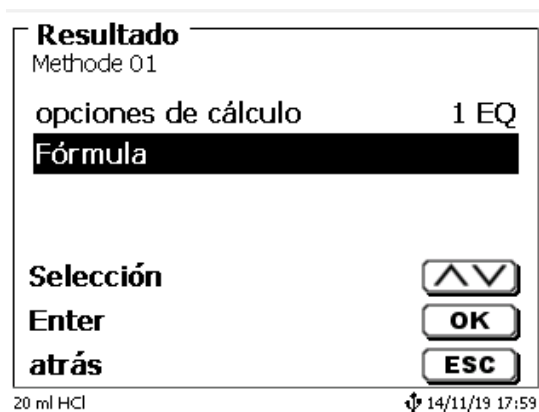 Resultado
Methode 01
opciones de cálculo 1 EQ
Fórmula
Selección
Enter OK
atrás ESC
20 ml HCl 14/11/19 17:59